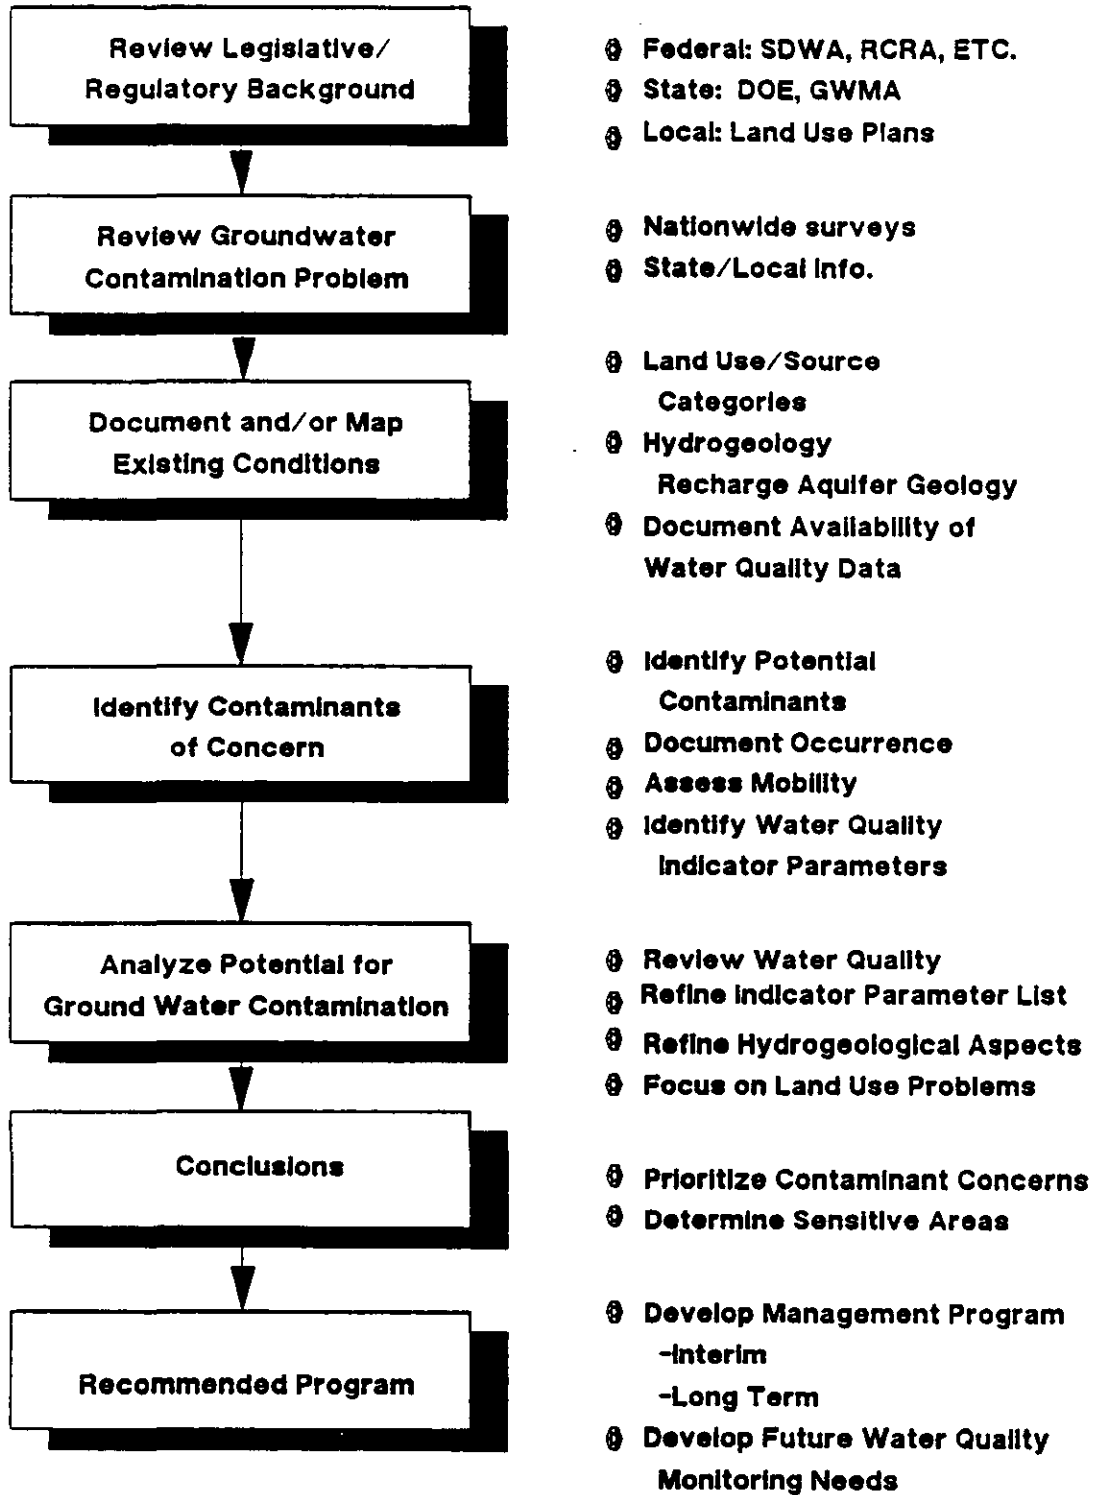 Review Legislative/
Regulatory Background
Federal: SDWA, RCRA, ETC.
State: DOE, GWMA
Local: Land Use Plans
Review Groundwater
Contamination Problem
Nationwide surveys
State/Local Info.
Document and/or Map
Existing Conditions
Land Use/Source
Categories
Hydrogeology
Recharge Aquifer Geology
Document Availability of
Water Quality Data
Identify Contaminants
of Concern
Identify Potential
Contaminants
Document Occurrence
Assess Mobility
Identify Water Quality
Indicator Parameters
Analyze Potential for
Ground Water Contamination
Review Water Quality
Refine Indicator Parameter List
Refine Hydrogeological Aspects
Focus on Land Use Problems
Conclusions
Prioritize Contaminant Concerns
Determine Sensitive Areas
Recommended Program
Develop Management Program
-Interim
-Long Term
Develop Future Water Quality
Monitoring Needs